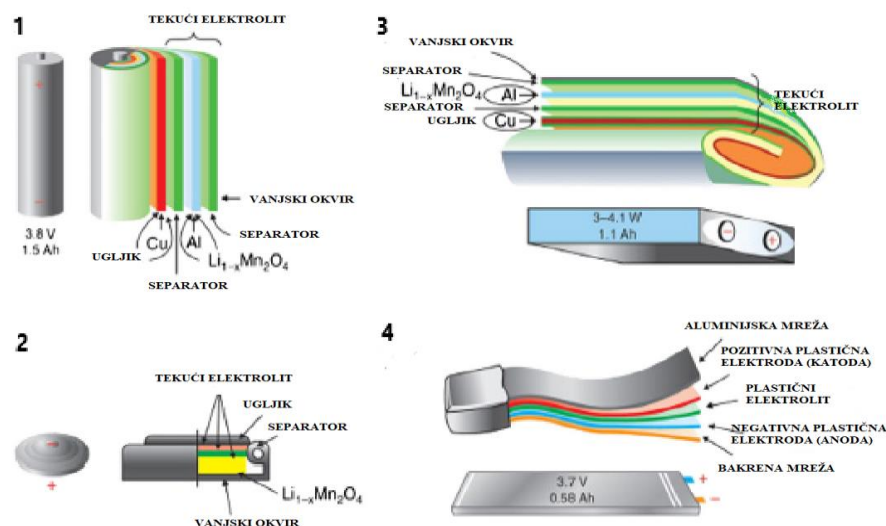 1
TEKUĆI ELEKTROLIT
+
−
3.8 V
1.5 Ah
VANJSKI OKVIR
Cu
Al
SEPARATOR
UGLJIK
Li1-xMn2O4
SEPARATOR
2
TEKUĆI ELEKTROLIT
UGLJIK
SEPARATOR
−
+
Li1-xMn2O4
VANJSKI OKVIR
3
VANJSKI OKVIR
SEPARATOR
Li1-xMn2O4
Al
SEPARATOR
UGLJIK
Cu
TEKUĆI
ELEKTROLIT
3–4.1 W
1.1 Ah
−
+
4
ALUMINIJSKA MREŽA
POZITIVNA PLASTIČNA
ELEKTRODA (KATODA)
PLASTIČNI
ELEKTROLIT
NEGATIVNA PLASTIČNA
ELEKTRODA (ANODA)
BAKRENA MREŽA
3.7 V
0.58 Ah
+
−